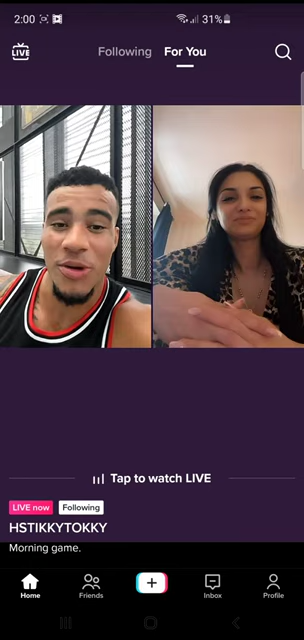 2:00 31%
LIVE Following For You
Tap to watch LIVE
LIVE now Following
HSTIKKYTOKKY
Morning game.
Home Friends Inbox Profile